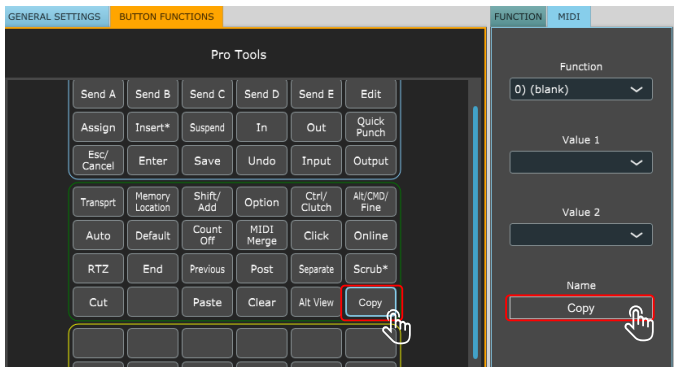 GENERAL SETTINGS BUTTON FUNCTIONS FUNCTION MIDI
Pro Tools
Send A Send B Send C Send D Send E Edit
Assign Insert* Suspend In Out Quick Punch
Esc/ Cancel Enter Save Undo Input Output
Transprt Memory Location Shift/ Add Option Ctrl/ Clutch Alt/CMD/ Fine
Auto Default Count Off MIDI Merge Click Online
RTZ End Previous Post Separate Scrub*
Cut Paste Clear Alt View Copy
Function
0) (blank)
Value 1
Value 2
Name
Copy